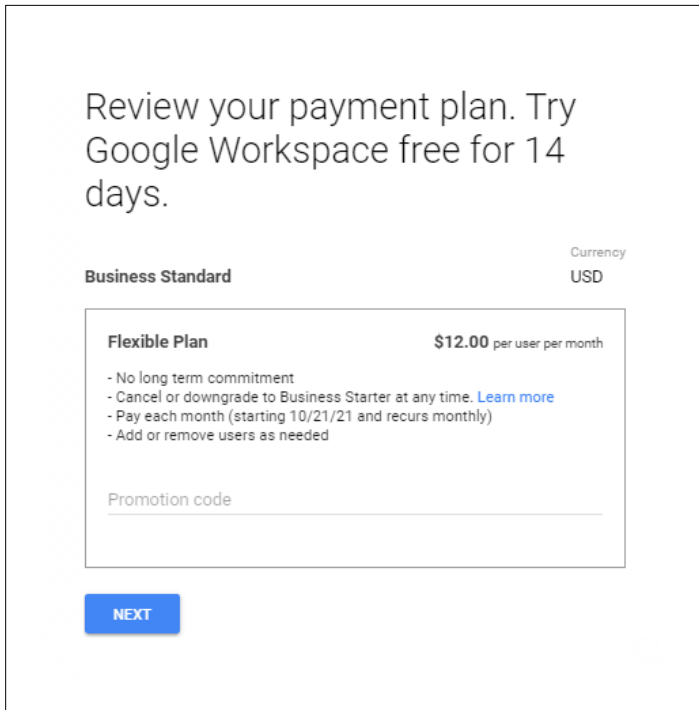 Review your payment plan. Try
Google Workspace free for 14
days.
Currency
Business Standard
USD
Flexible Plan
$12.00 per user per month
- No long term commitment
- Cancel or downgrade to Business Starter at any time. Learn more
- Pay each month (starting 10/21/21 and recurs monthly)
- Add or remove users as needed
Promotion code
NEXT